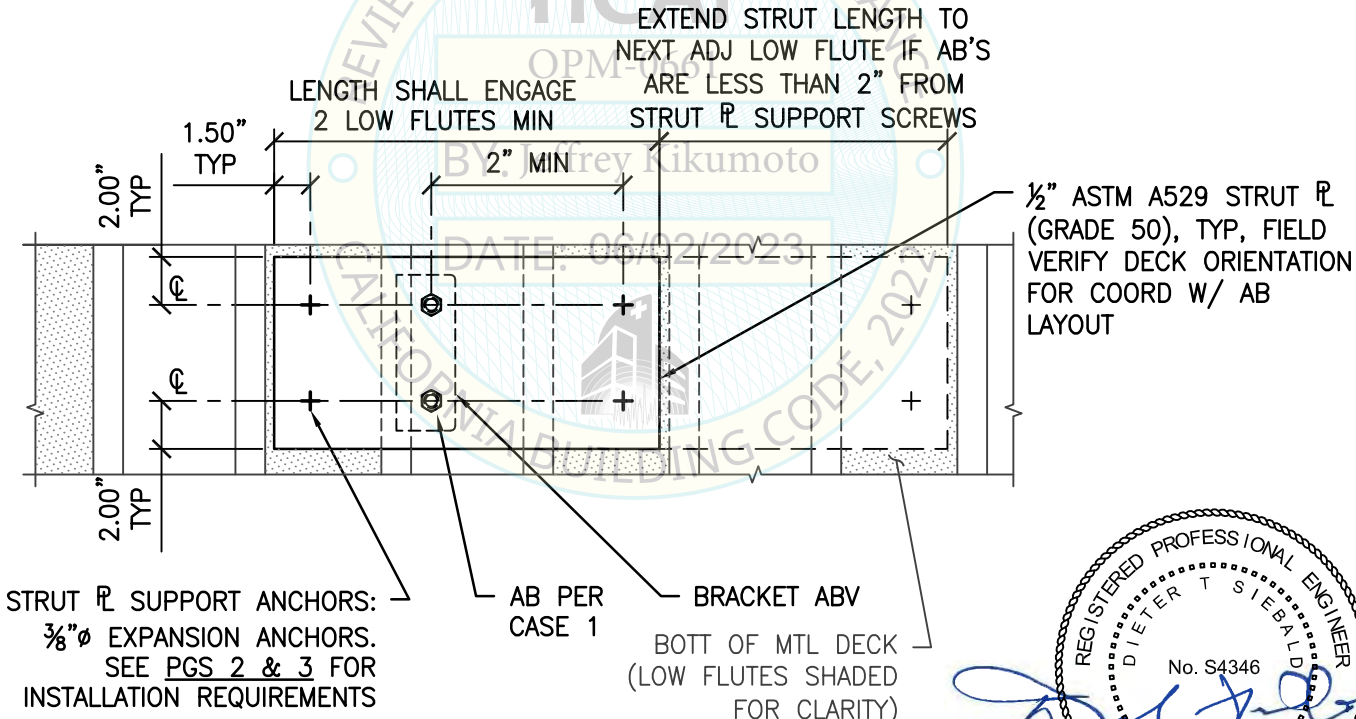 EXTEND STRUT LENGTH TO
NEXT ADJ LOW FLUTE IF AB'S
ARE LESS THAN 2" FROM
STRUT ℙL SUPPORT SCREWS
OPM-0661
LENGTH SHALL ENGAGE
2 LOW FLUTES MIN
1.50"
TYP
BY: Jeffrey Kikumoto
2" MIN
2.00"
TYP
½" ASTM A529 STRUT ℙL
(GRADE 50), TYP, FIELD
VERIFY DECK ORIENTATION
FOR COORD W/ AB
LAYOUT
DATE: 06/02/2023
℄
℄
CALIFORNIA BUILDING CODE, 2022
2.00"
TYP
STRUT ℙL SUPPORT ANCHORS:
⅜"ø EXPANSION ANCHORS.
SEE PGS 2 & 3 FOR
INSTALLATION REQUIREMENTS
AB PER
CASE 1
BRACKET ABV
BOTT OF MTL DECK
(LOW FLUTES SHADED
FOR CLARITY)
REGISTERED PROFESSIONAL ENGINEER
DIETER T SIEBALD
No. S4346